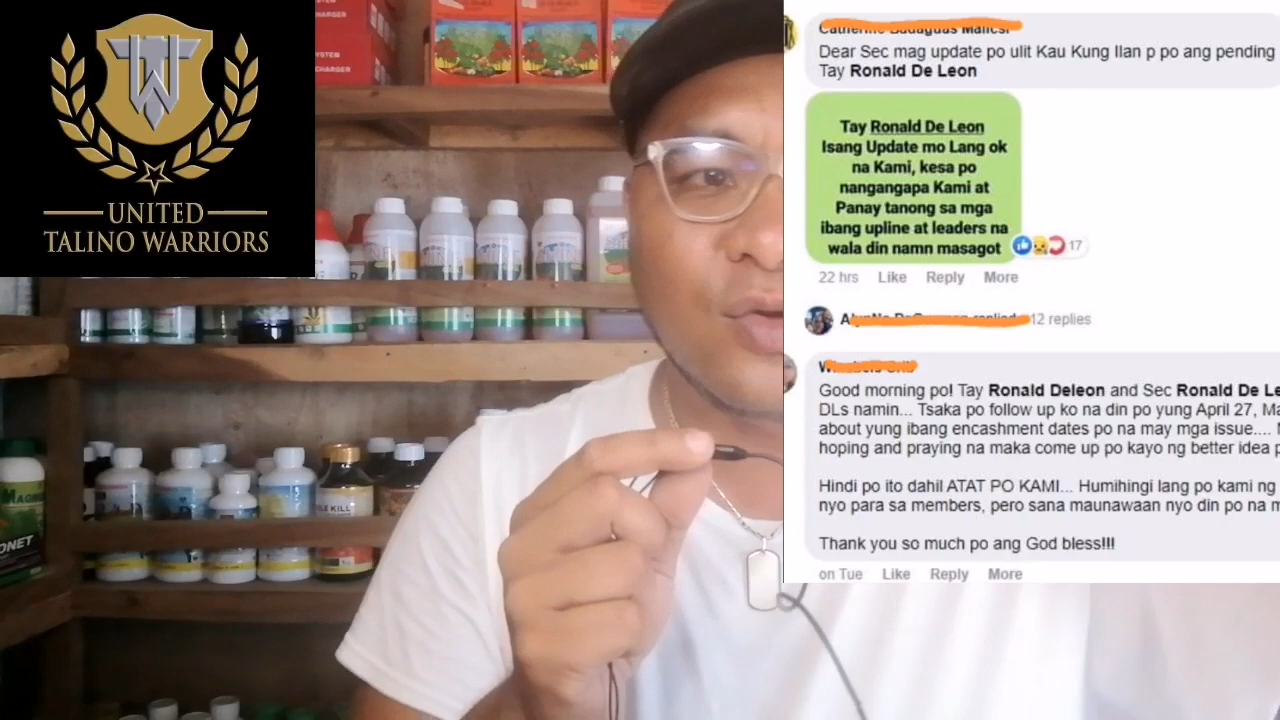 UNITED
TALINO WARRIORS
SYSTEM
CHARGER
Dear Sec mag update po ulit Kau Kung Ilan p po ang pending
Tay Ronald De Leon
Tay Ronald De Leon
Isang Update mo Lang ok
na Kami, kesa po
nangangapa Kami at
Panay tanong sa mga
ibang upline at leaders na
wala din namn masagot
17
22 hrs Like Reply More
12 replies
Good morning po! Tay Ronald Deleon and Sec Ronald De Le
DLs namin... Tsaka po follow up ko na din po yung April 27, Ma
about yung ibang encashment dates po na may mga issue....
hoping and praying na maka come up po kayo ng better idea p
Hindi po ito dahil ATAT PO KAMI... Humihingi lang po kami ng
nyo para sa members, pero sana maunawaan nyo din po na m
Thank you so much po ang God bless!!!
on Tue Like Reply More
KILL